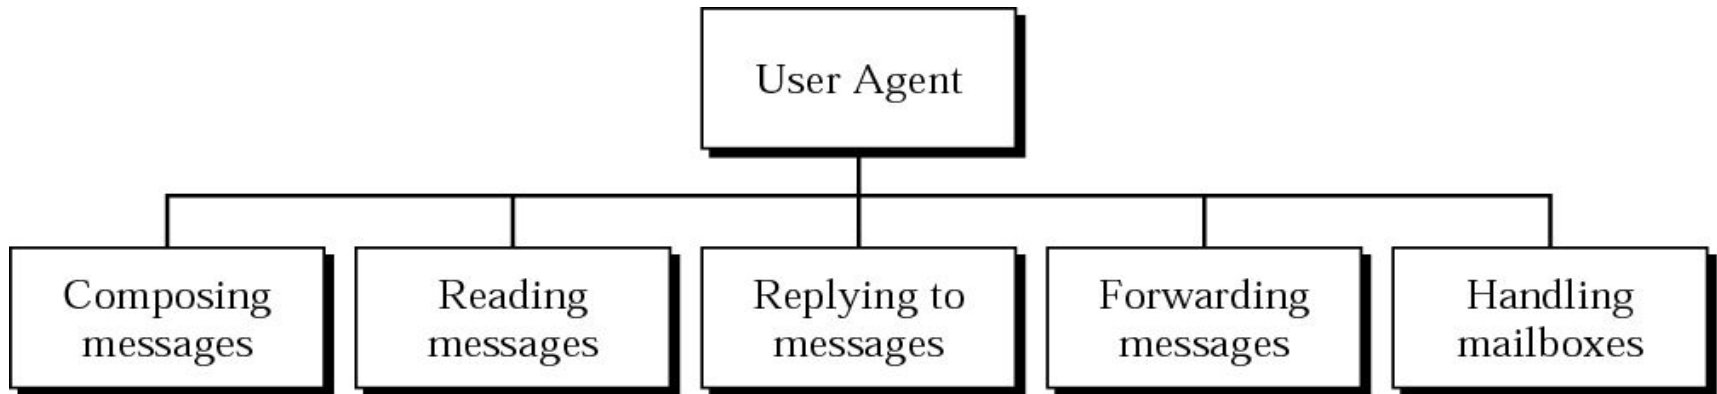 User Agent
Composing
messages
Reading
messages
Replying to
messages
Forwarding
messages
Handling
mailboxes